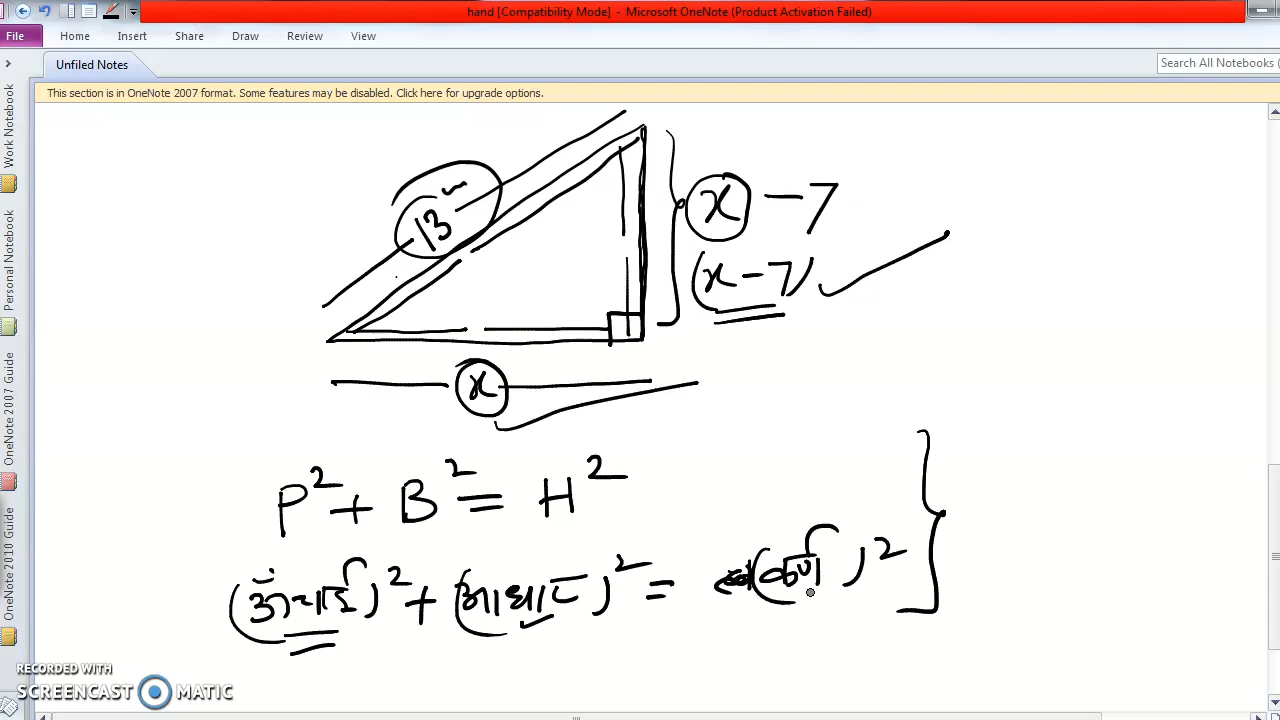 hand [Compatibility Mode] - Microsoft OneNote (Product Activation Failed)
File Home Insert Share Draw Review View
Unfiled Notes
Search All Notebooks (
This section is in OneNote 2007 format. Some features may be disabled. Click here for upgrade options.
Work Notebook
Personal Notebook
OneNote 2007 Guide
OneNote 2010 Guide
13 m
x - 7
(x - 7)
x
P² + B² = H²
(ऊँचाई)² + (आधार)² = (कर्ण)²
RECORDED WITH
SCREENCAST MATIC